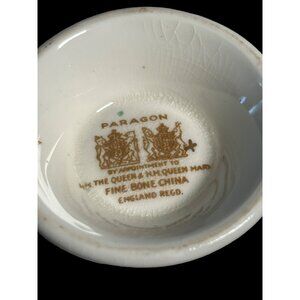 PARAGON
BY APPOINTMENT TO
H.M. THE QUEEN & H.M. QUEEN MARY
FINE BONE CHINA
ENGLAND REGD.